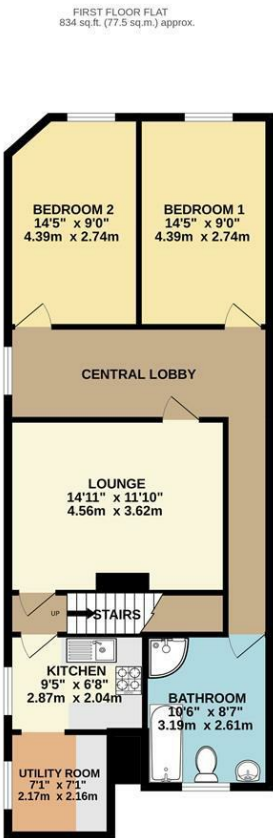 FIRST FLOOR FLAT
834 sq.ft. (77.5 sq.m.) approx.
BEDROOM 2
14'5" x 9'0"
4.39m x 2.74m
BEDROOM 1
14'5" x 9'0"
4.39m x 2.74m
CENTRAL LOBBY
LOUNGE
14'11" x 11'10"
4.56m x 3.62m
UP
STAIRS
KITCHEN
9'5" x 6'8"
2.87m x 2.04m
BATHROOM
10'6" x 8'7"
3.19m x 2.61m
UTILITY ROOM
7'1" x 7'1"
2.17m x 2.16m